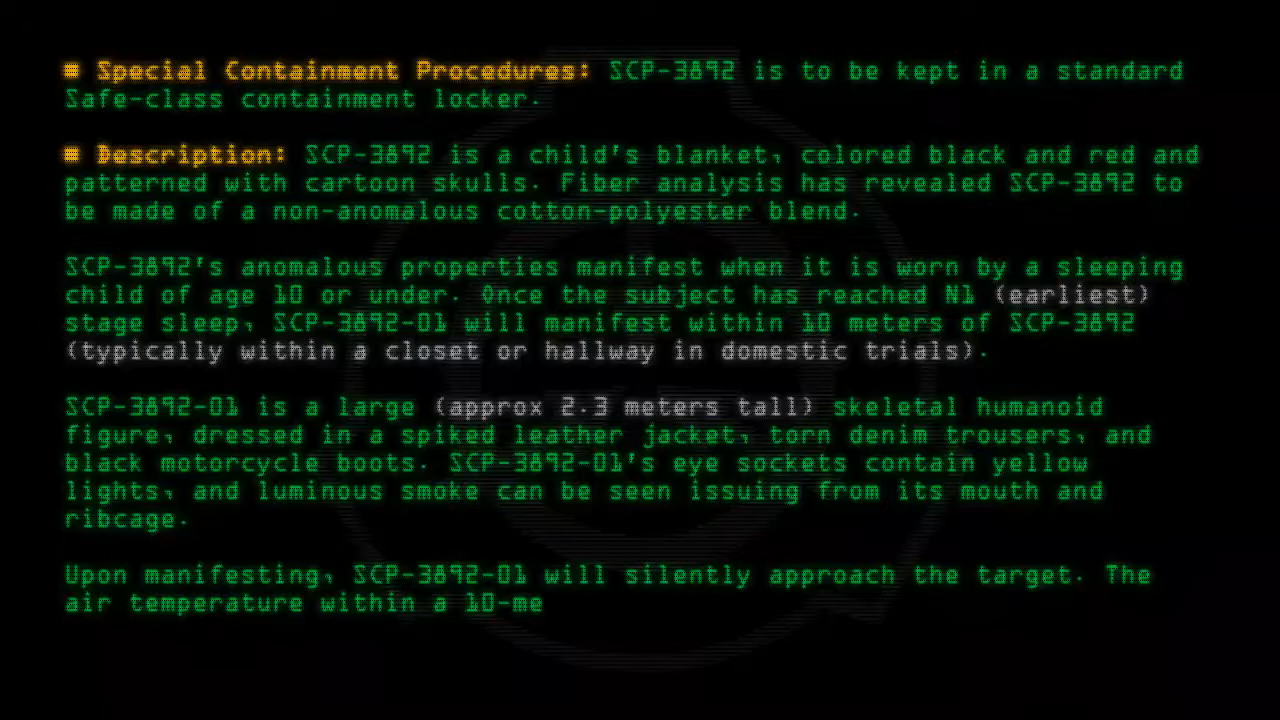 ■ Special Containment Procedures: SCP-3892 is to be kept in a standard
Safe-class containment locker.
■ Description: SCP-3892 is a child's blanket, colored black and red and
patterned with cartoon skulls. Fiber analysis has revealed SCP-3892 to
be made of a non-anomalous cotton-polyester blend.
SCP-3892's anomalous properties manifest when it is worn by a sleeping
child of age 10 or under. Once the subject has reached N1 (earliest)
stage sleep, SCP-3892-01 will manifest within 10 meters of SCP-3892
(typically within a closet or hallway in domestic trials).
SCP-3892-01 is a large (approx 2.3 meters tall) skeletal humanoid
figure, dressed in a spiked leather jacket, torn denim trousers, and
black motorcycle boots. SCP-3892-01's eye sockets contain yellow
lights, and luminous smoke can be seen issuing from its mouth and
ribcage.
Upon manifesting, SCP-3892-01 will silently approach the target. The
air temperature within a 10-me